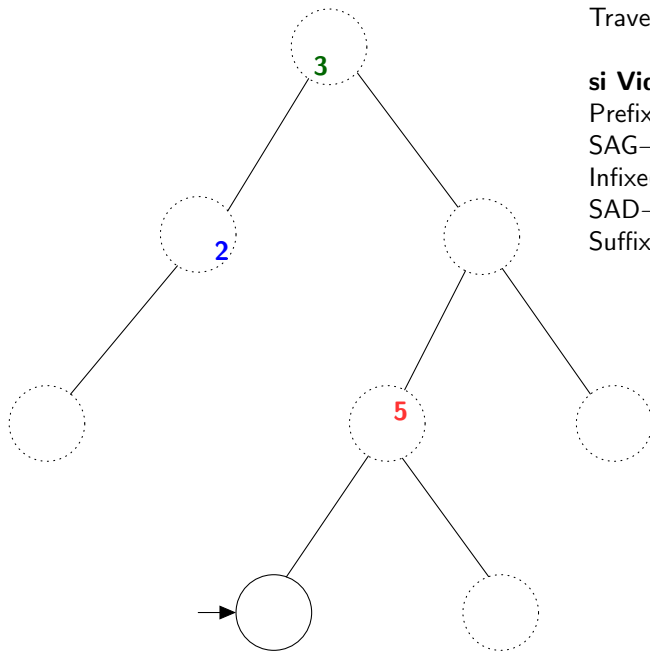 Trave
3
si Vid
Prefix
SAG–
Infixe
SAD–
Suffix
2
5